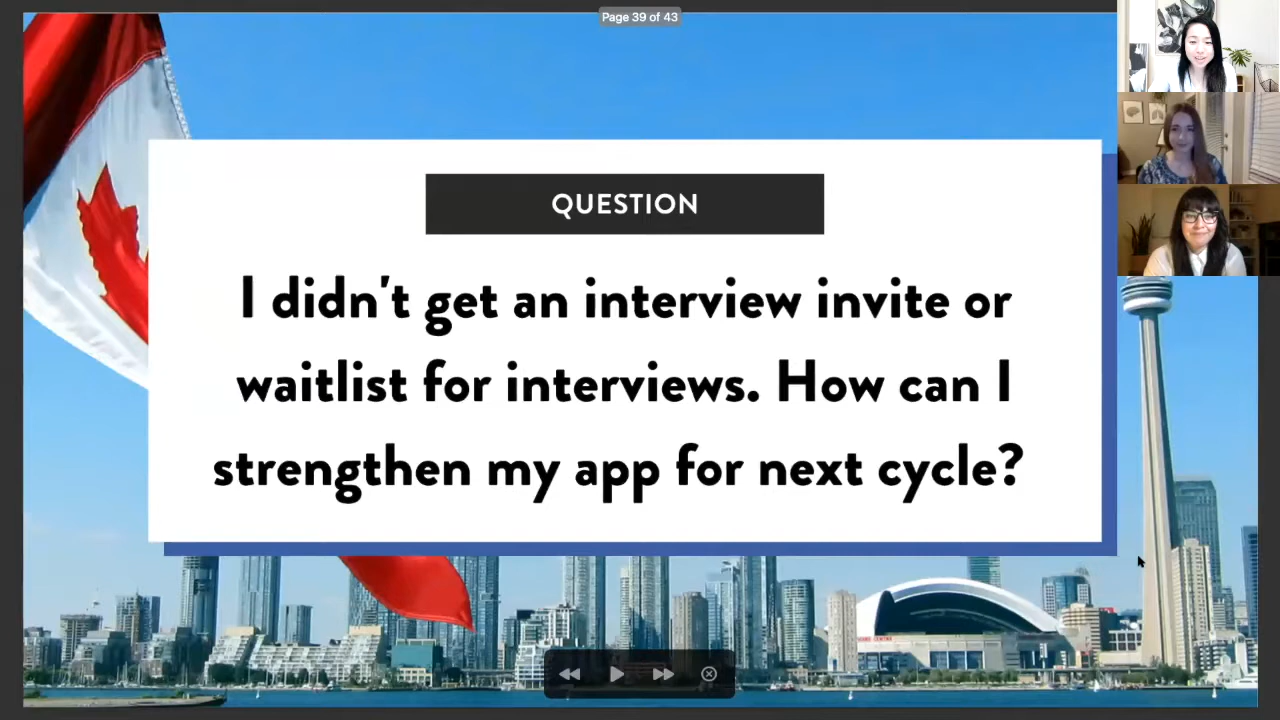 Page 39 of 43
QUESTION
I didn't get an interview invite or
waitlist for interviews. How can I
strengthen my app for next cycle?